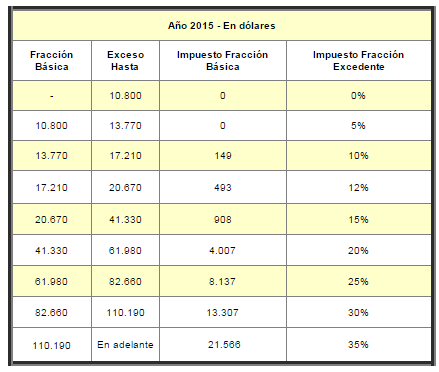 Año 2015 - En dólares
Fracción Básica Exceso Hasta Impuesto Fracción Básica Impuesto Fracción Excedente
- 10.800 0 0%
10.800 13.770 0 5%
13.770 17.210 149 10%
17.210 20.670 493 12%
20.670 41.330 908 15%
41.330 61.980 4.007 20%
61.980 82.660 8.137 25%
82.660 110.190 13.307 30%
110.190 En adelante 21.566 35%